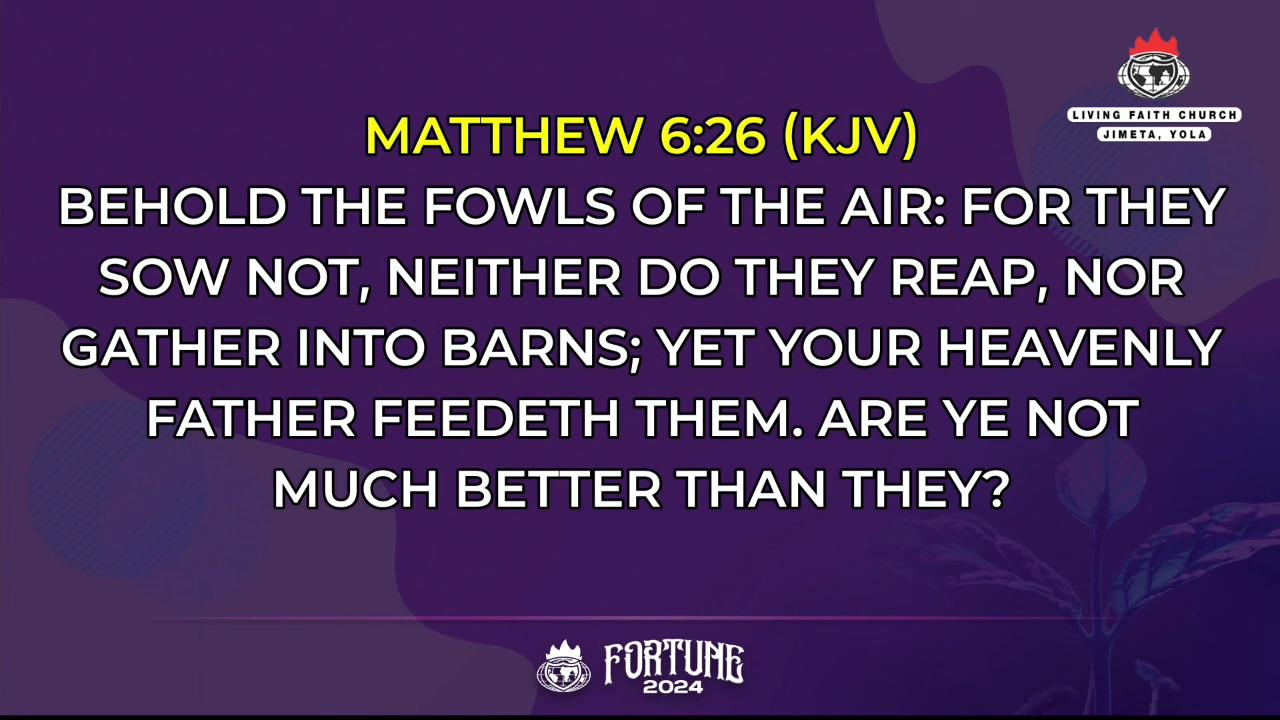 LIVING FAITH CHURCH
JIMETA, YOLA
MATTHEW 6:26 (KJV)
BEHOLD THE FOWLS OF THE AIR: FOR THEY
SOW NOT, NEITHER DO THEY REAP, NOR
GATHER INTO BARNS; YET YOUR HEAVENLY
FATHER FEEDETH THEM. ARE YE NOT
MUCH BETTER THAN THEY?
FORTUNE
2024